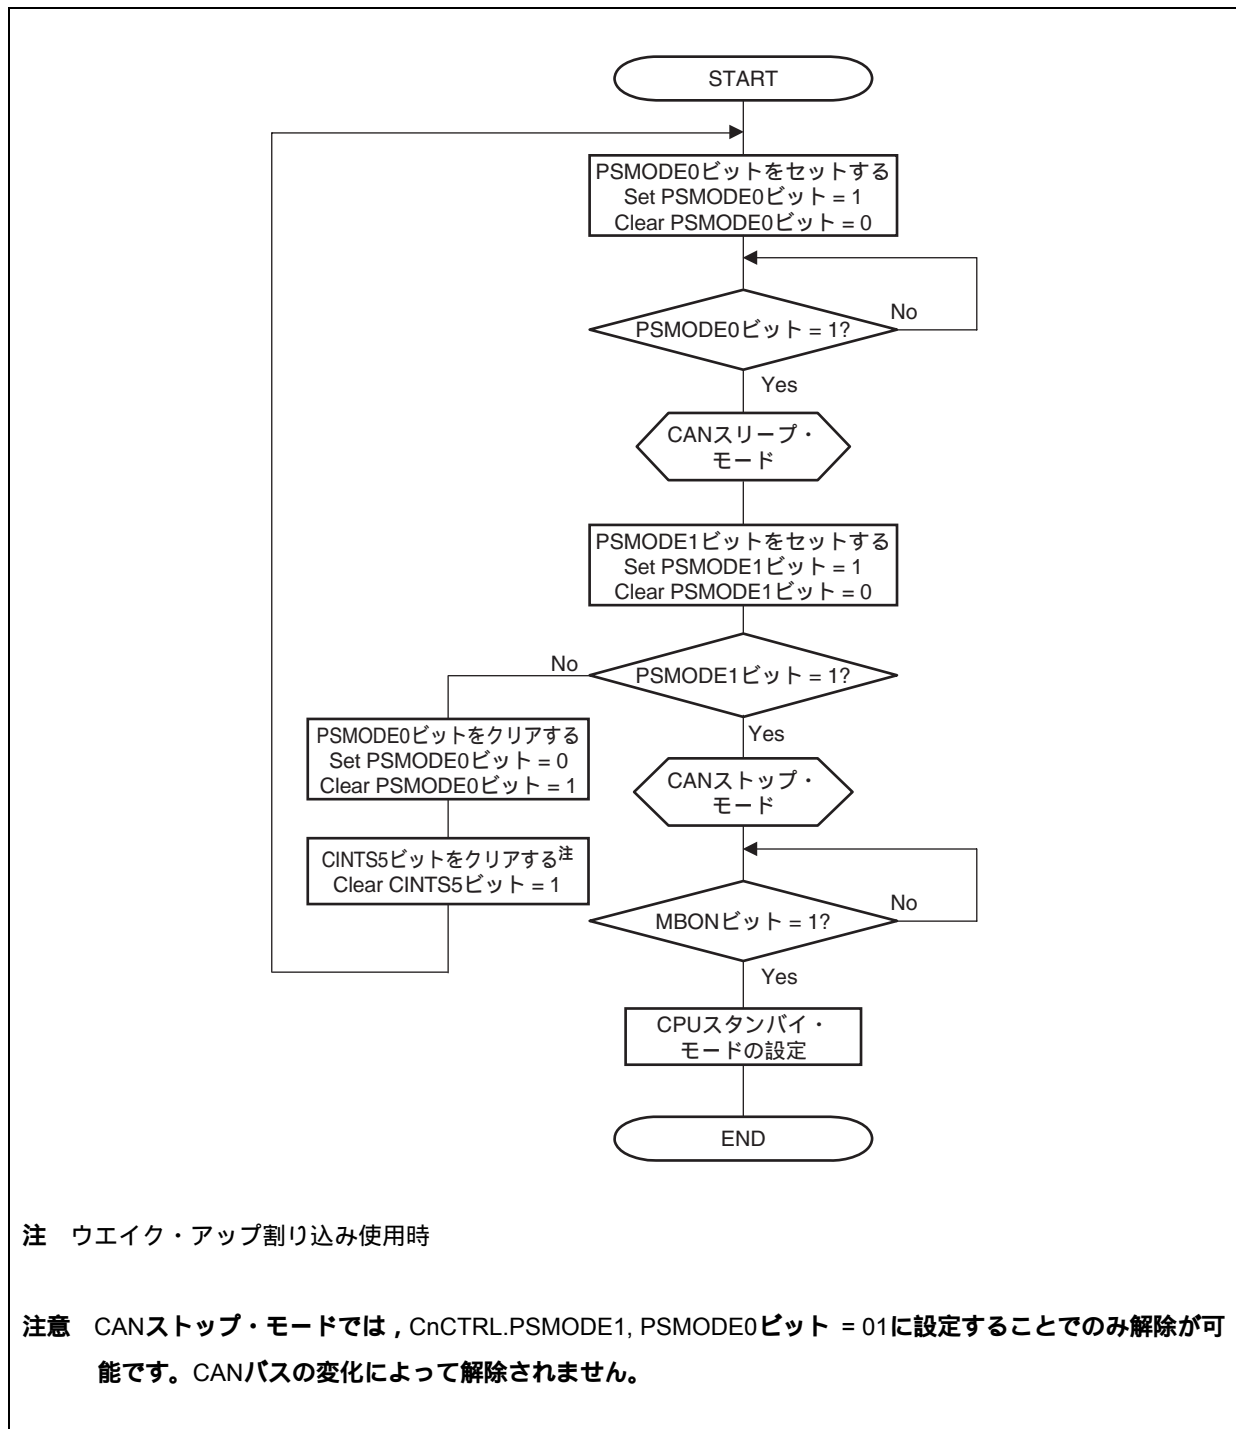 START
PSMODE0ビットをセットする
Set PSMODE0ビット = 1
Clear PSMODE0ビット = 0
PSMODE0ビット = 1?
No
Yes
CANスリープ・
モード
PSMODE1ビットをセットする
Set PSMODE1ビット = 1
Clear PSMODE1ビット = 0
PSMODE1ビット = 1?
No
Yes
PSMODE0ビットをクリアする
Set PSMODE0ビット = 0
Clear PSMODE0ビット = 1
CINTS5ビットをクリアする注
Clear CINTS5ビット = 1
CANストップ・
モード
MBONビット = 1?
No
Yes
CPUスタンバイ・
モードの設定
END
注 ウエイク・アップ割り込み使用時
注意 CANストップ・モードでは，CnCTRL.PSMODE1, PSMODE0ビット = 01に設定することでのみ解除が可
能です。CANバスの変化によって解除されません。